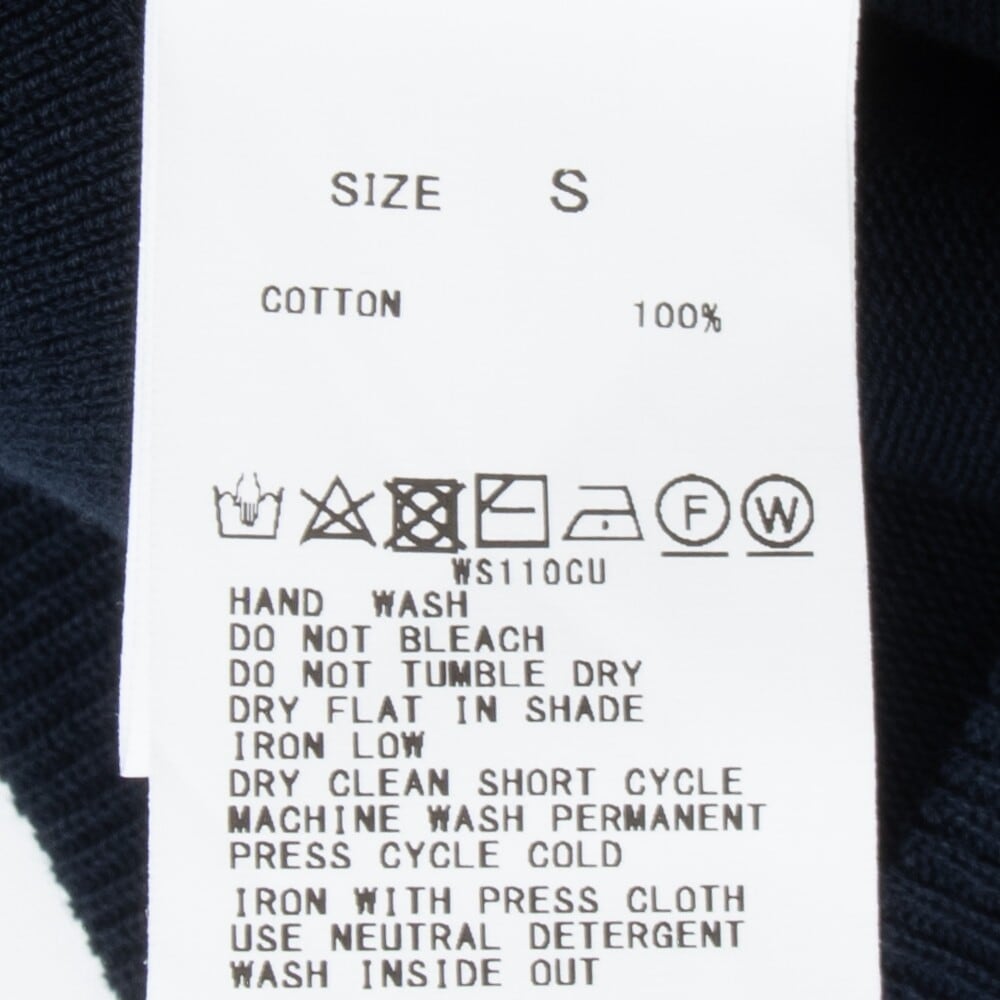 SIZE S
COTTON 100%
F W
WS110CU
HAND WASH
DO NOT BLEACH
DO NOT TUMBLE DRY
DRY FLAT IN SHADE
IRON LOW
DRY CLEAN SHORT CYCLE
MACHINE WASH PERMANENT
PRESS CYCLE COLD
IRON WITH PRESS CLOTH
USE NEUTRAL DETERGENT
WASH INSIDE OUT